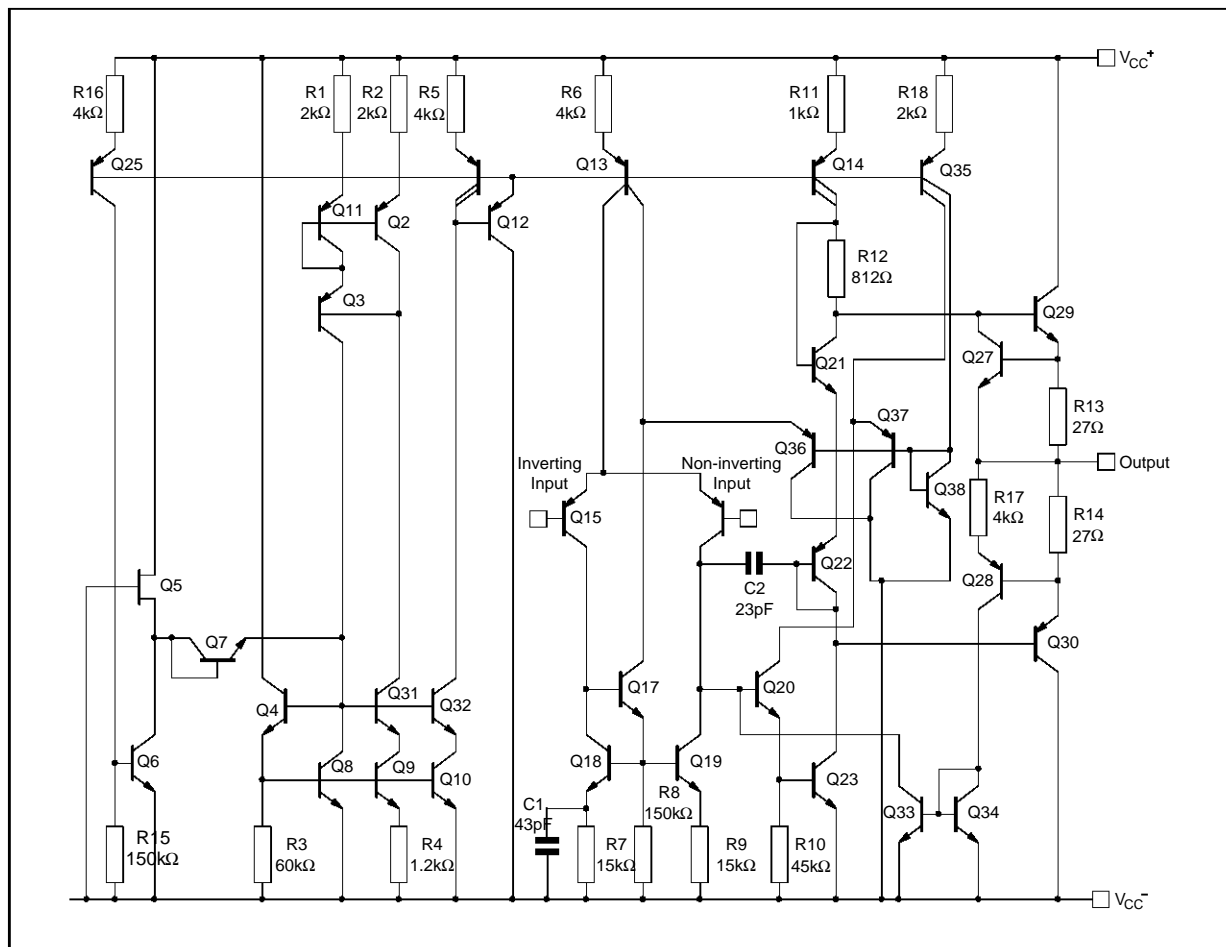 V CC +
R16
4kΩ
R1
2kΩ
R2
2kΩ
R5
4kΩ
R6
4kΩ
R11
1kΩ
R18
2kΩ
Q25
Q13
Q14
Q35
Q11
Q2
Q12
R12
812Ω
Q3
Q29
Q21
Q27
R13
27Ω
Q37
Q36
Inverting
Input
Non-inverting
Input
Output
Q38
Q15
R17
4kΩ
R14
27Ω
Q22
Q5
C2
23pF
Q28
Q7
Q30
Q17
Q20
Q4
Q31
Q32
Q6
Q8
Q9
Q10
Q18
Q19
Q23
R8
150kΩ
C1
43pF
Q33
Q34
R15
150kΩ
R3
60kΩ
R4
1.2kΩ
R7
15kΩ
R9
15kΩ
R10
45kΩ
V CC -